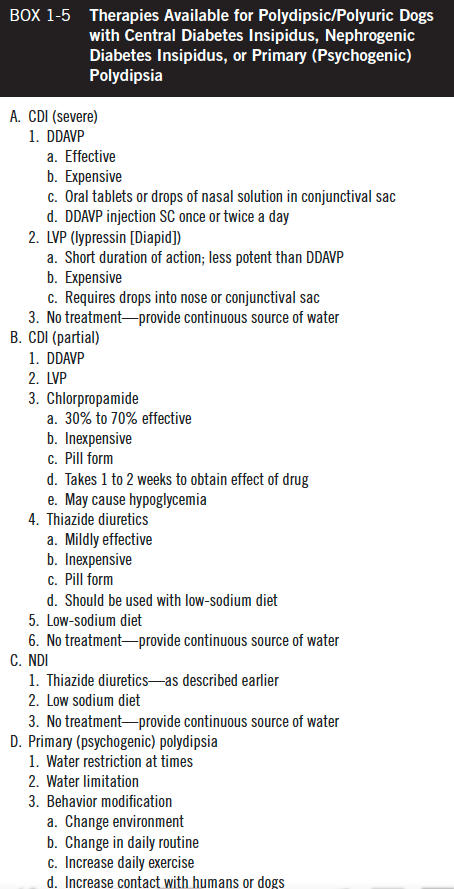 BOX 1-5 Therapies Available for Polydipsic/Polyuric Dogs
with Central Diabetes Insipidus, Nephrogenic
Diabetes Insipidus, or Primary (Psychogenic)
Polydipsia
A. CDI (severe)
1. DDAVP
a. Effective
b. Expensive
c. Oral tablets or drops of nasal solution in conjunctival sac
d. DDAVP injection SC once or twice a day
2. LVP (lypressin [Diapid])
a. Short duration of action; less potent than DDAVP
b. Expensive
c. Requires drops into nose or conjunctival sac
3. No treatment—provide continuous source of water
B. CDI (partial)
1. DDAVP
2. LVP
3. Chlorpropamide
a. 30% to 70% effective
b. Inexpensive
c. Pill form
d. Takes 1 to 2 weeks to obtain effect of drug
e. May cause hypoglycemia
4. Thiazide diuretics
a. Mildly effective
b. Inexpensive
c. Pill form
d. Should be used with low-sodium diet
5. Low-sodium diet
6. No treatment—provide continuous source of water
C. NDI
1. Thiazide diuretics—as described earlier
2. Low sodium diet
3. No treatment—provide continuous source of water
D. Primary (psychogenic) polydipsia
1. Water restriction at times
2. Water limitation
3. Behavior modification
a. Change environment
b. Change in daily routine
c. Increase daily exercise
d. Increase contact with humans or dogs